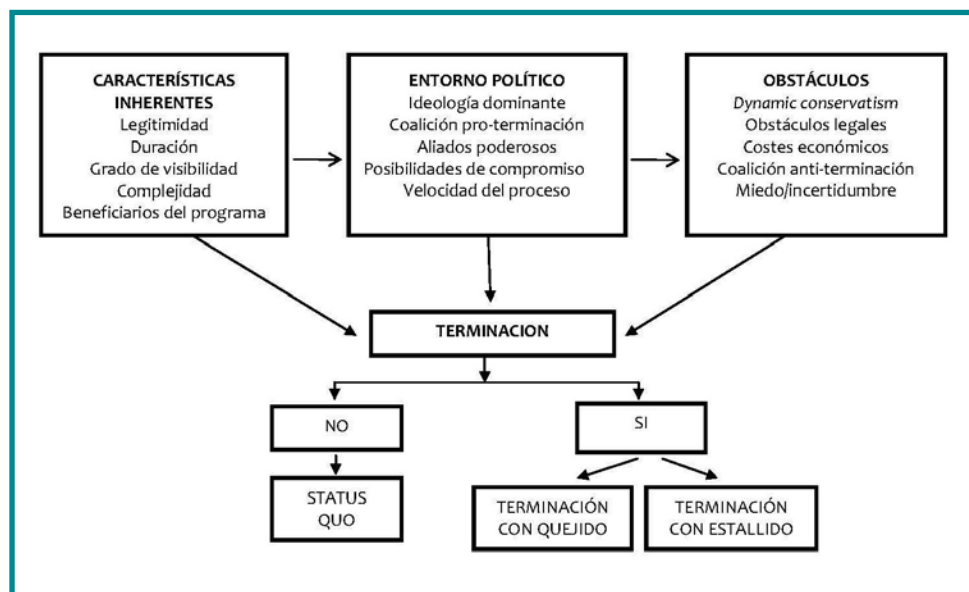 CARACTERÍSTICAS
INHERENTES
Legitimidad
Duración
Grado de visibilidad
Complejidad
Beneficiarios del programa
ENTORNO POLÍTICO
Ideología dominante
Coalición pro-terminación
Aliados poderosos
Posibilidades de compromiso
Velocidad del proceso
OBSTÁCULOS
Dynamic conservatism
Obstáculos legales
Costes económicos
Coalición anti-terminación
Miedo/incertidumbre
TERMINACION
NO
SI
STATUS
QUO
TERMINACIÓN
CON QUEJIDO
TERMINACIÓN
CON ESTALLIDO